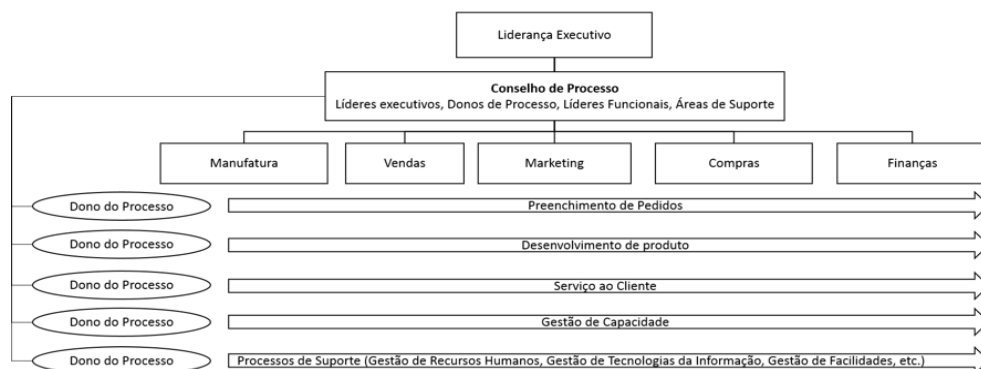 Liderança Executivo
Conselho de Processo
Líderes executivos, Donos de Processo, Líderes Funcionais, Áreas de Suporte
Manufatura
Vendas
Marketing
Compras
Finanças
Dono do Processo
Preenchimento de Pedidos
Dono do Processo
Desenvolvimento de produto
Dono do Processo
Serviço ao Cliente
Dono do Processo
Gestão de Capacidade
Dono do Processo
Processos de Suporte (Gestão de Recursos Humanos, Gestão de Tecnologias da Informação, Gestão de Facilidades, etc.)